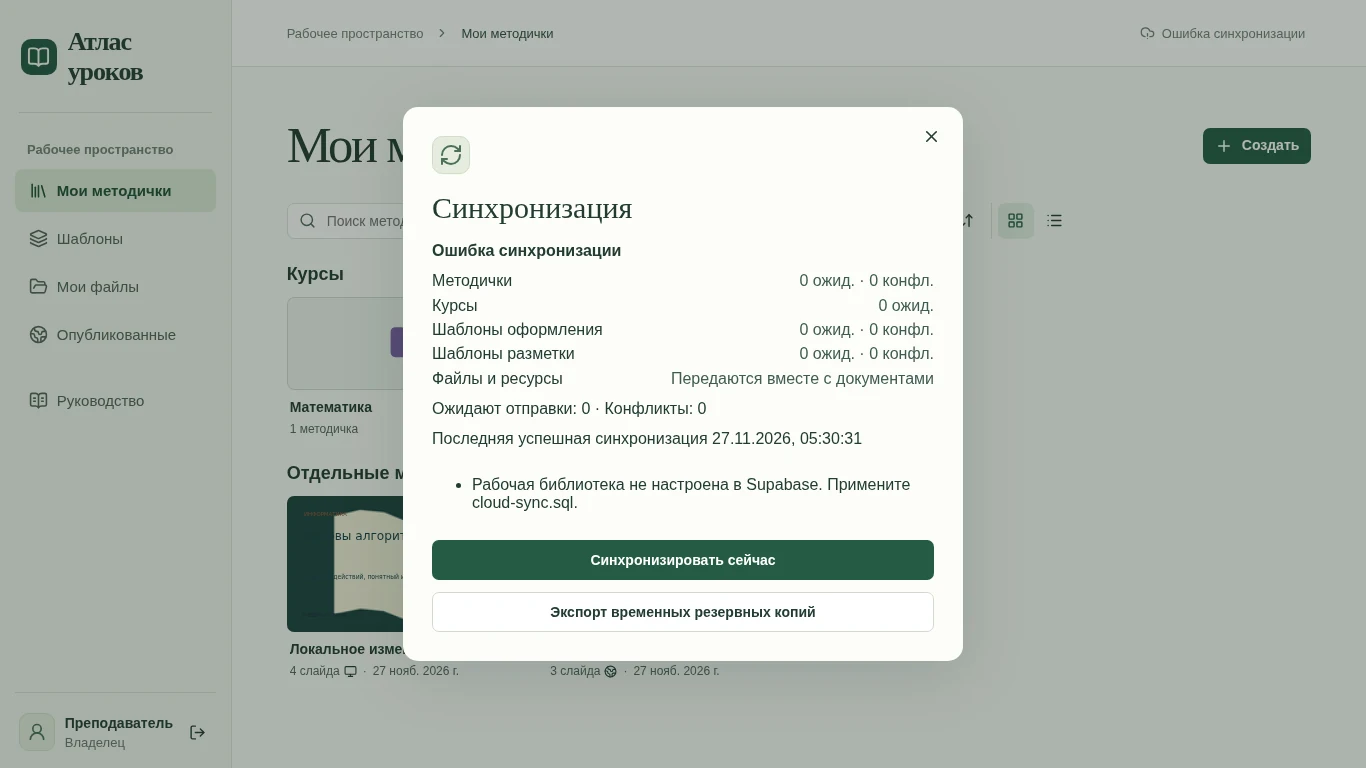 Атлас
уроков
Рабочее пространство
Мои методички
Шаблоны
Мои файлы
Опубликованные
Руководство
Преподаватель
Владелец
Рабочее пространство
Мои методички
Ошибка синхронизации
Мои
Создать
Поиск
Курсы
Математика
1 методичка
Отдельные
Локальное
4 слайда · 27 нояб. 2026 г.
3 слайда · 27 нояб. 2026 г.
Синхронизация
Ошибка синхронизации
Методички 0 ожид. · 0 конфл.
Курсы 0 ожид.
Шаблоны оформления 0 ожид. · 0 конфл.
Шаблоны разметки 0 ожид. · 0 конфл.
Файлы и ресурсы Передаются вместе с документами
Ожидают отправки: 0 · Конфликты: 0
Последняя успешная синхронизация 27.11.2026, 05:30:31
• Рабочая библиотека не настроена в Supabase. Примените
cloud-sync.sql.
Синхронизировать сейчас
Экспорт временных резервных копий